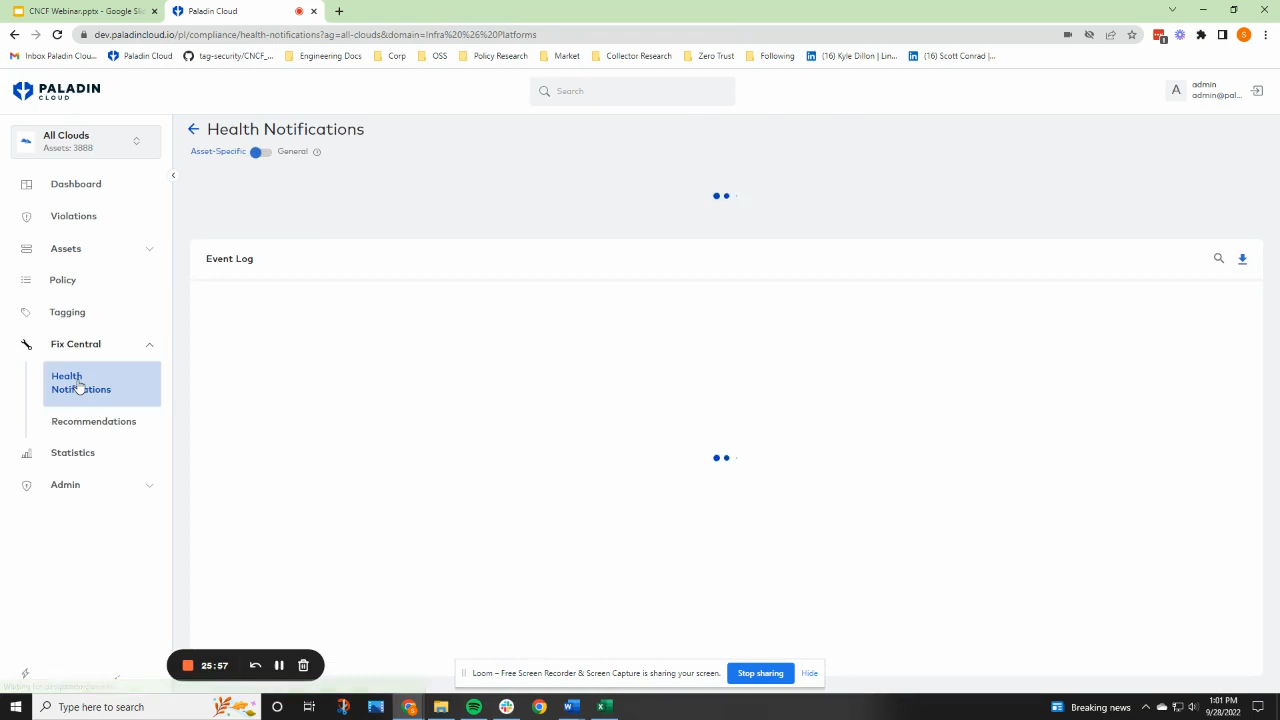 CNCF Webinar.pptx - Google Slid
Paladin Cloud
dev.paladincloud.io/pl/compliance/health-notifications?ag=all-clouds&domain=Infra%20%26%20Platforms
S
Inbox Paladin Clou...
Paladin Cloud
tag-security/CNCF_...
Engineering Docs
Corp
OSS
Policy Research
Market
Collector Research
Zero Trust
Following
(16) Kyle Dillon | Lin...
(16) Scott Conrad |...
PALADIN
CLOUD
Search
A
admin
admin@pal...
All Clouds
Assets: 3888
Health Notifications
Asset-Specific
General
Dashboard
Violations
Assets
Policy
Tagging
Fix Central
Health
Notifications
Recommendations
Statistics
Admin
Event Log
25:57
Loom – Free Screen Recorder & Screen Capture is sharing your screen.
Stop sharing
Hide
Type here to search
Breaking news
1:01 PM
9/28/2022